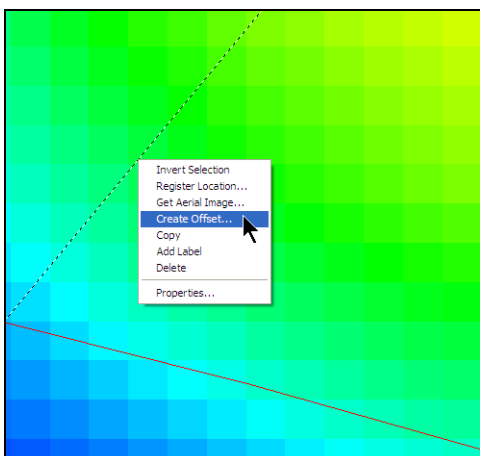 Invert Selection
Register Location...
Get Aerial Image...
Create Offset...
Copy
Add Label
Delete
Properties...